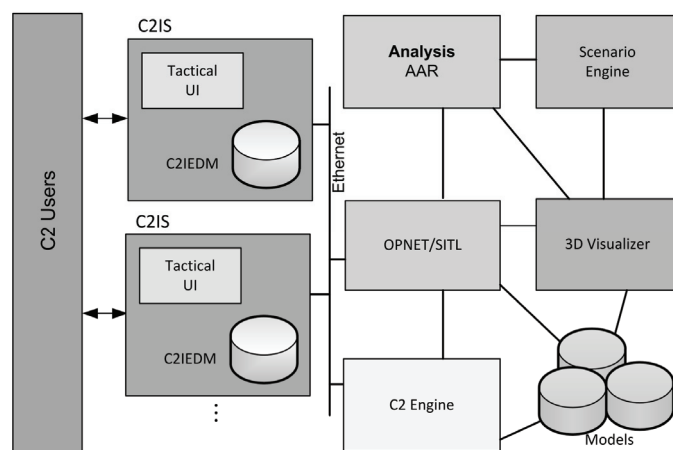 C2 Users
C2IS
Tactical
UI
C2IEDM
C2IS
Tactical
UI
C2IEDM
⋮
Ethernet
Analysis
AAR
Scenario
Engine
OPNET/SITL
3D Visualizer
C2 Engine
Models